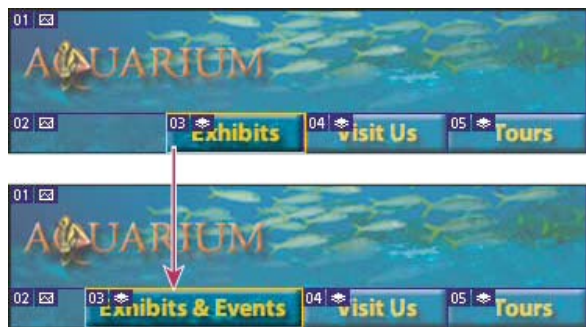 01
AQUARIUM
02 03 Exhibits 04 Visit Us 05 Tours
01
AQUARIUM
02 03 Exhibits & Events 04 Visit Us 05 Tours